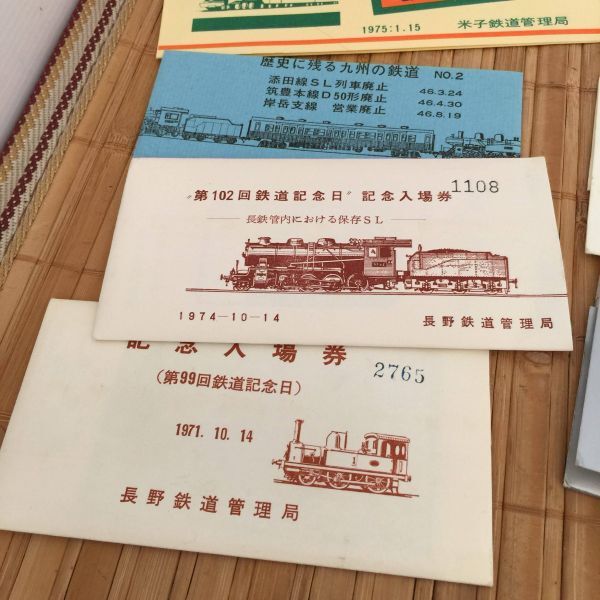 1975:1.15 米子鉄道管理局
歴史に残る九州の鉄道 NO.2
添田線SL列車廃止 46.3.24
筑豊本線D50形廃止 46.4.30
岸岳支線 営業廃止 46.8.19
"第102回鉄道記念日"記念入場券 1108
長鉄管内における保存SL
1974-10-14 長野鉄道管理局
記念入場券 2765
(第99回鉄道記念日)
1971.10.14
長野鉄道管理局